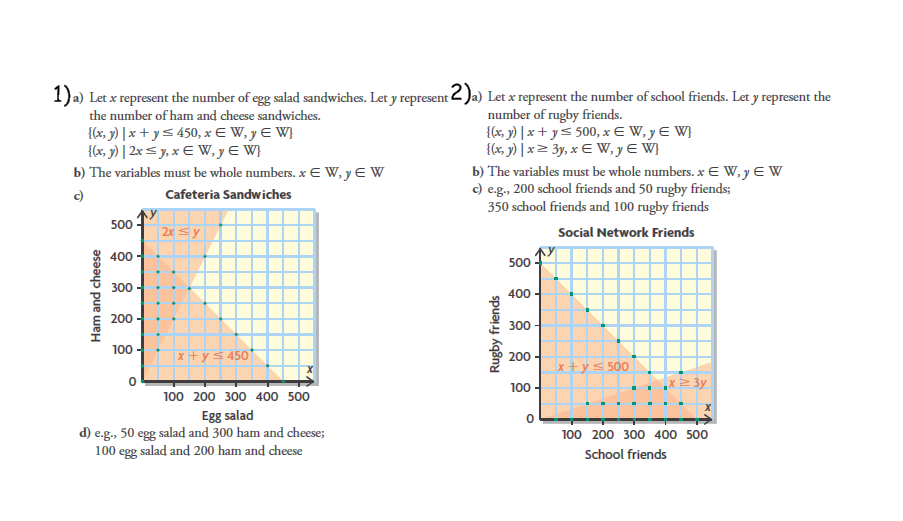 1) a) Let x represent the number of egg salad sandwiches. Let y represent
the number of ham and cheese sandwiches.
{(x, y) | x + y ≤ 450, x ∈ W, y ∈ W}
{(x, y) | 2x ≤ y, x ∈ W, y ∈ W}
b) The variables must be whole numbers. x ∈ W, y ∈ W
c)
Cafeteria Sandwiches
y
500
2x ≤ y
400
300
200
100
x + y ≤ 450
x
0
100 200 300 400 500
Ham and cheese
Egg salad
d) e.g., 50 egg salad and 300 ham and cheese;
100 egg salad and 200 ham and cheese
2) a) Let x represent the number of school friends. Let y represent the
number of rugby friends.
{(x, y) | x + y ≤ 500, x ∈ W, y ∈ W}
{(x, y) | x ≥ 3y, x ∈ W, y ∈ W}
b) The variables must be whole numbers. x ∈ W, y ∈ W
c) e.g., 200 school friends and 50 rugby friends;
350 school friends and 100 rugby friends
Social Network Friends
y
500
400
300
200
x + y ≤ 500
x ≥ 3y
100
x
0
100 200 300 400 500
Rugby friends
School friends